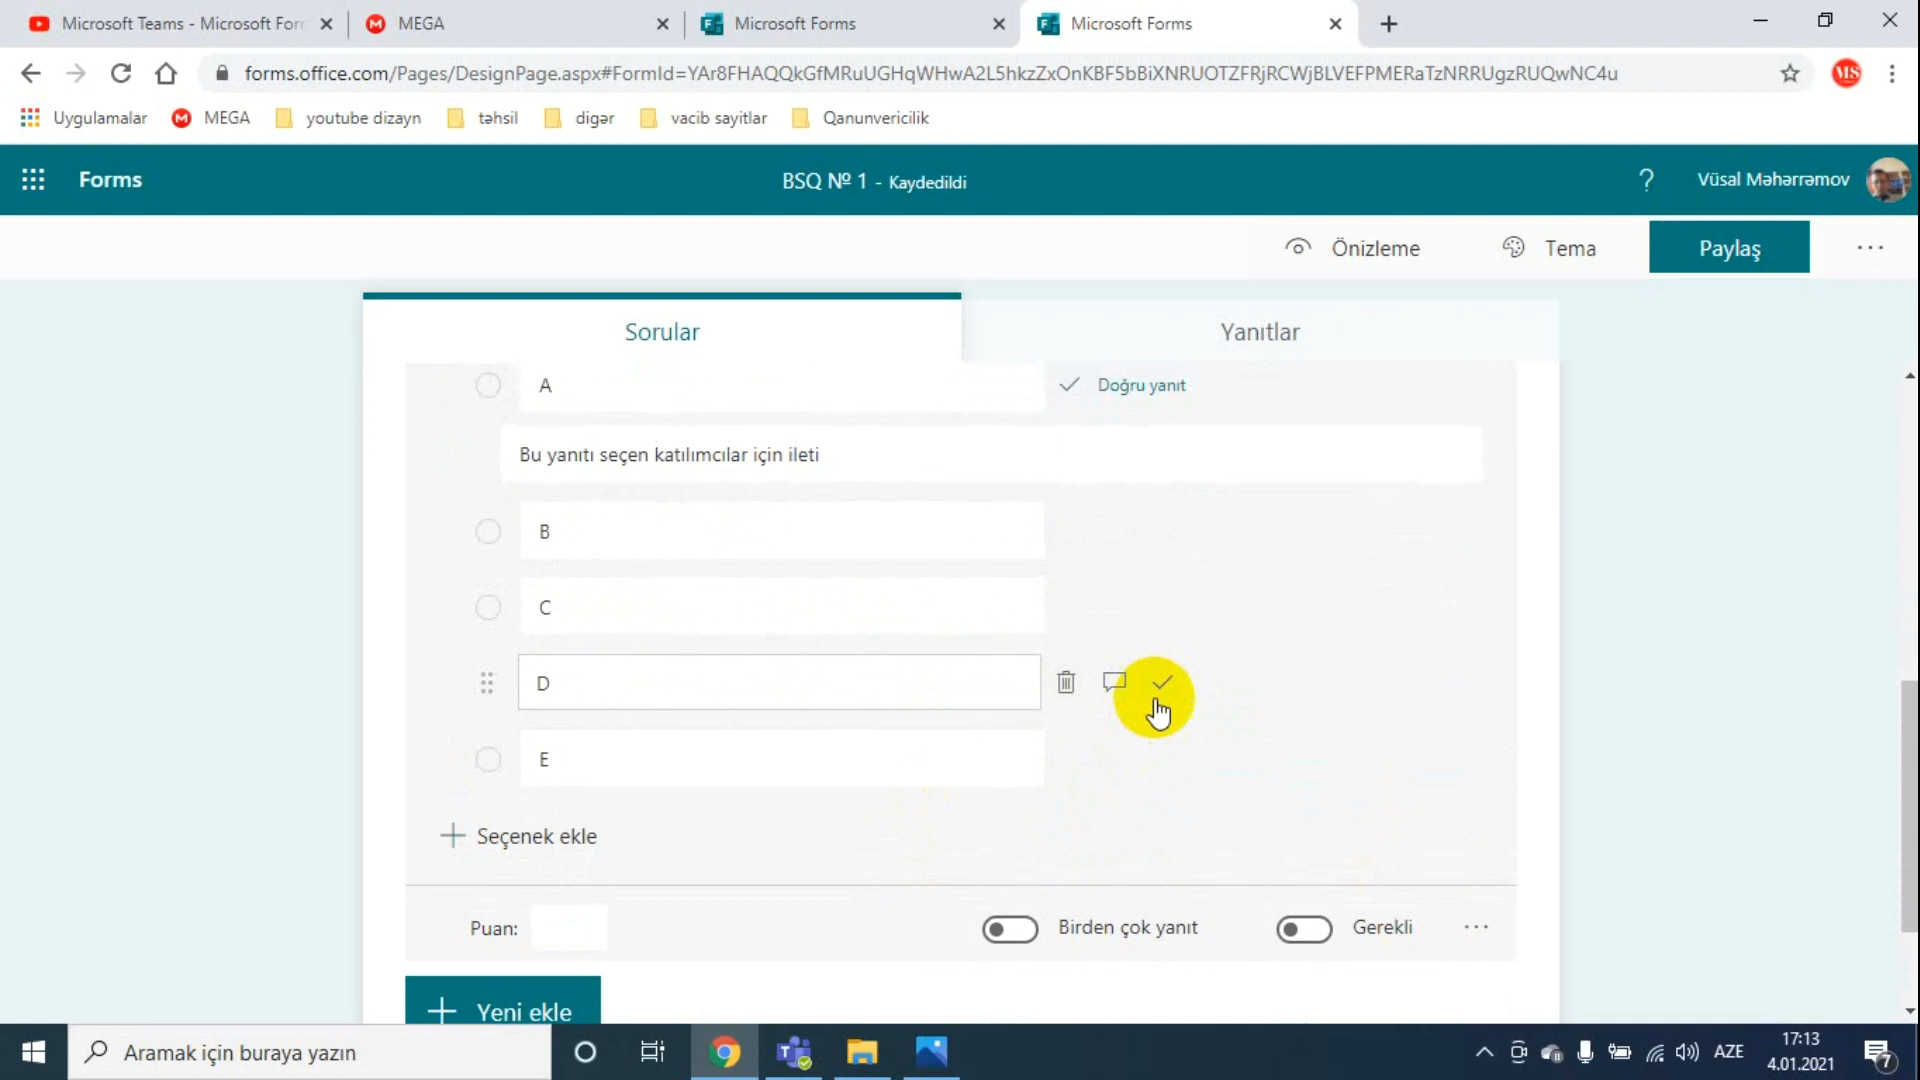 Microsoft Teams - Microsoft For
MEGA
Microsoft Forms
Microsoft Forms
forms.office.com/Pages/DesignPage.aspx#FormId=YAr8FHAQQkGfMRuUGHqWHwA2L5hkzZxOnKBF5bBiXNRUOTZFRjRCWjBLVEFPMERaTzNRRUgzRUQwNC4u
MS
Uygulamalar
MEGA
youtube dizayn
təhsil
digər
vacib sayitlar
Qanunvericilik
Forms
BSQ № 1 - Kaydedildi
?
Vüsal Məhərrəmov
Önizleme
Tema
Paylaş
Sorular
Yanıtlar
A
Doğru yanıt
Bu yanıtı seçen katılımcılar için ileti
B
C
D
E
Seçenek ekle
Puan:
Birden çok yanıt
Gerekli
Yeni ekle
Aramak için buraya yazın
AZE
17:13
4.01.2021
7